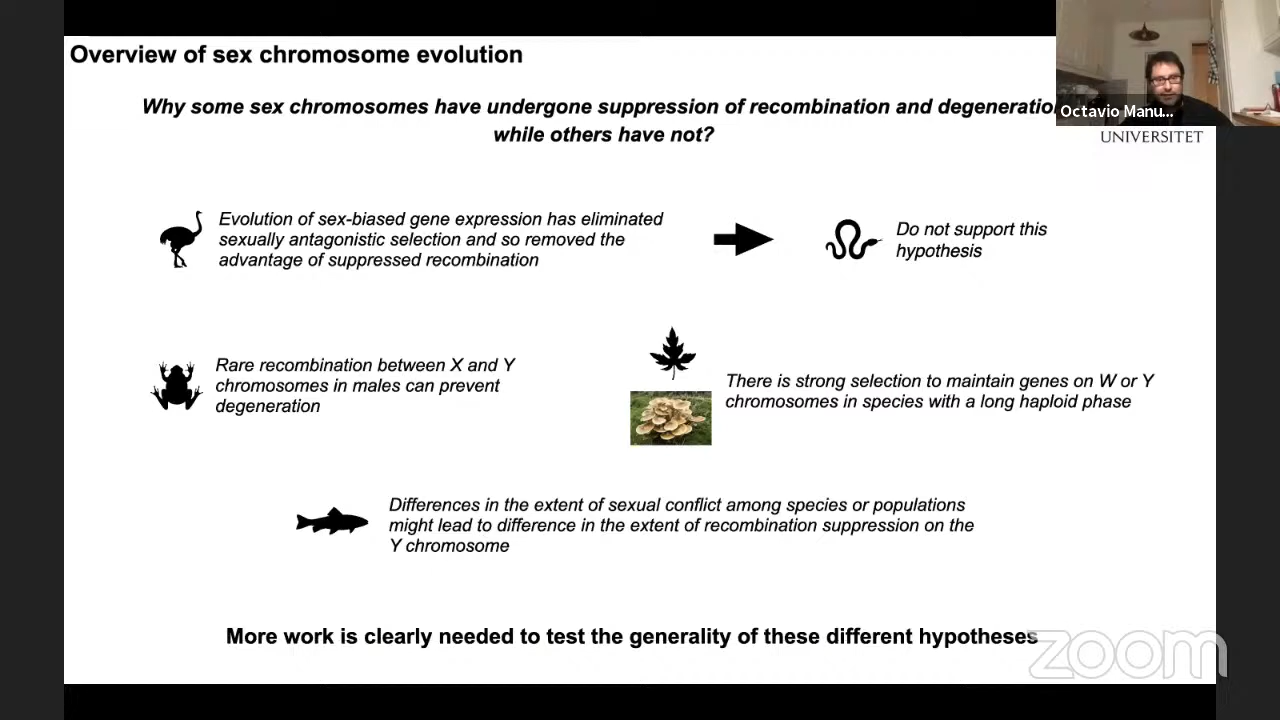 Overview of sex chromosome evolution
Why some sex chromosomes have undergone suppression of recombination and
while others have not?
Octavio Manu...
UNIVERSITET
Evolution of sex-biased gene expression has eliminated
sexually antagonistic selection and so removed the
advantage of suppressed recombination
Do not support this
hypothesis
Rare recombination between X and Y
chromosomes in males can prevent
degeneration
There is strong selection to maintain genes on W or Y
chromosomes in species with a long haploid phase
Differences in the extent of sexual conflict among species or populations
might lead to difference in the extent of recombination suppression on the
Y chromosome
More work is clearly needed to test the generality of these different hypotheses
zoom